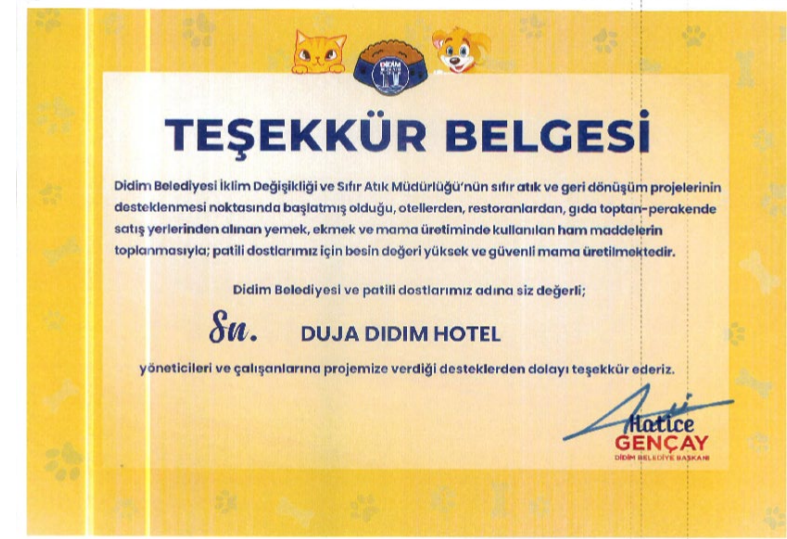 DİDİM
TEŞEKKÜR BELGESİ
Didim Belediyesi İklim Değişikliği ve Sıfır Atık Müdürlüğü'nün sıfır atık ve geri dönüşüm projelerinin
desteklenmesi noktasında başlatmış olduğu, otellerden, restoranlardan, gıda toptan-perakende
satış yerlerinden alınan yemek, ekmek ve mama üretiminde kullanılan ham maddelerin
toplanmasıyla; patili dostlarımız için besin değeri yüksek ve güvenli mama üretilmektedir.
Didim Belediyesi ve patili dostlarımız adına siz değerli;
Sn. DUJA DIDIM HOTEL
yöneticileri ve çalışanlarına projemize verdiği desteklerden dolayı teşekkür ederiz.
Hatice
GENÇAY
DİDİM BELEDİYE BAŞKANI